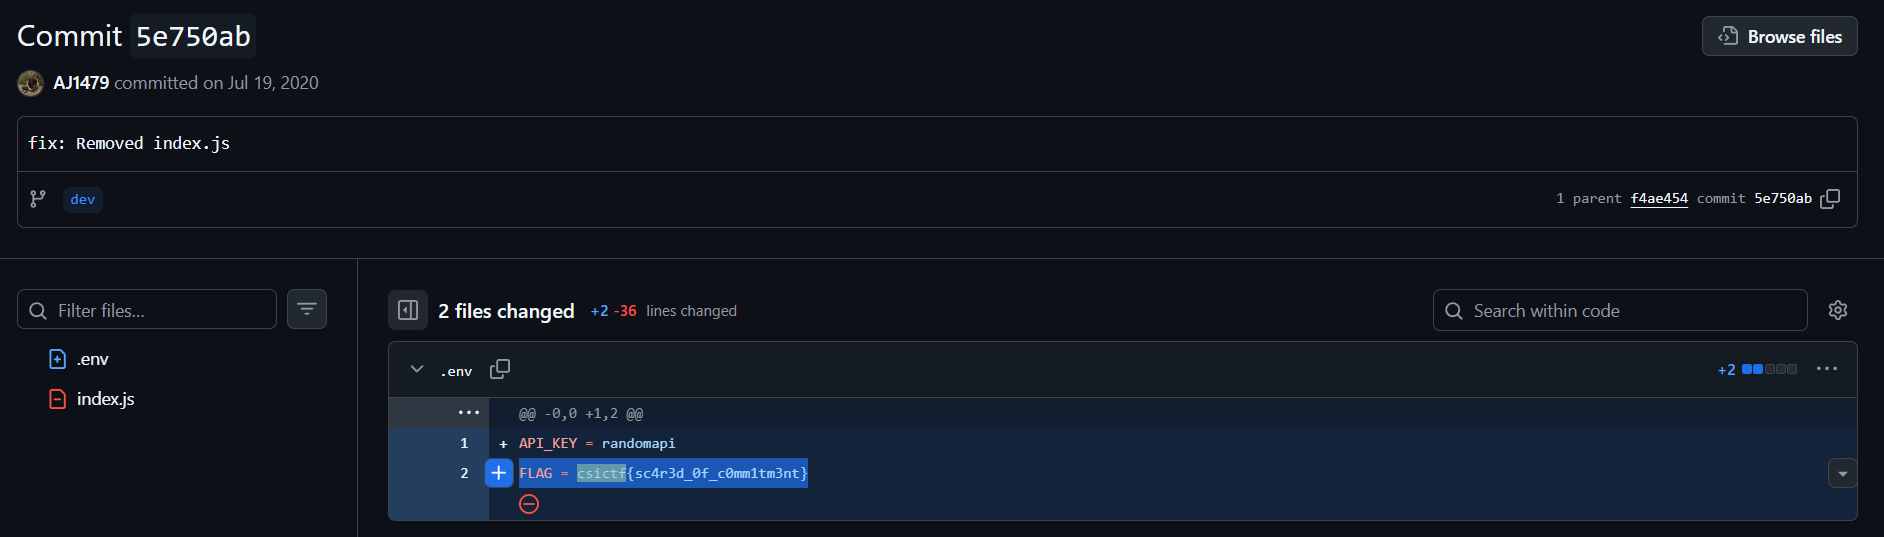 Commit 5e750ab
Browse files
AJ1479 committed on Jul 19, 2020
fix: Removed index.js
dev
1 parent f4ae454 commit 5e750ab
Filter files...
2 files changed +2 -36 lines changed
Search within code
.env
index.js
.env
+2
@@ -0,0 +1,2 @@
1 + API_KEY = randomapi
2 + FLAG = csictf{sc4r3d_0f_c0mm1tm3nt}